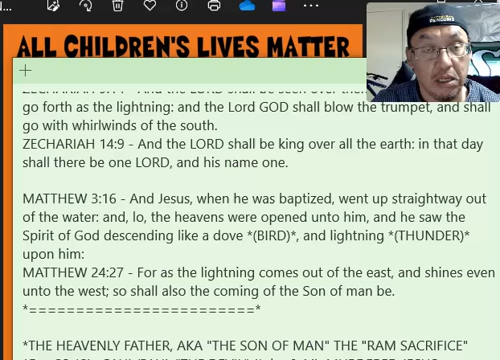 ALL CHILDREN'S LIVES MATTER
go forth as the lightning: and the Lord GOD shall blow the trumpet, and shall
go with whirlwinds of the south.
ZECHARIAH 14:9 - And the LORD shall be king over all the earth: in that day
shall there be one LORD, and his name one.
MATTHEW 3:16 - And Jesus, when he was baptized, went up straightway out
of the water: and, lo, the heavens were opened unto him, and he saw the
Spirit of God descending like a dove *(BIRD)*, and lightning *(THUNDER)*
upon him:
MATTHEW 24:27 - For as the lightning comes out of the east, and shines even
unto the west; so shall also the coming of the Son of man be.
*========================*
*THE HEAVENLY FATHER, AKA "THE SON OF MAN" THE "RAM SACRIFICE"